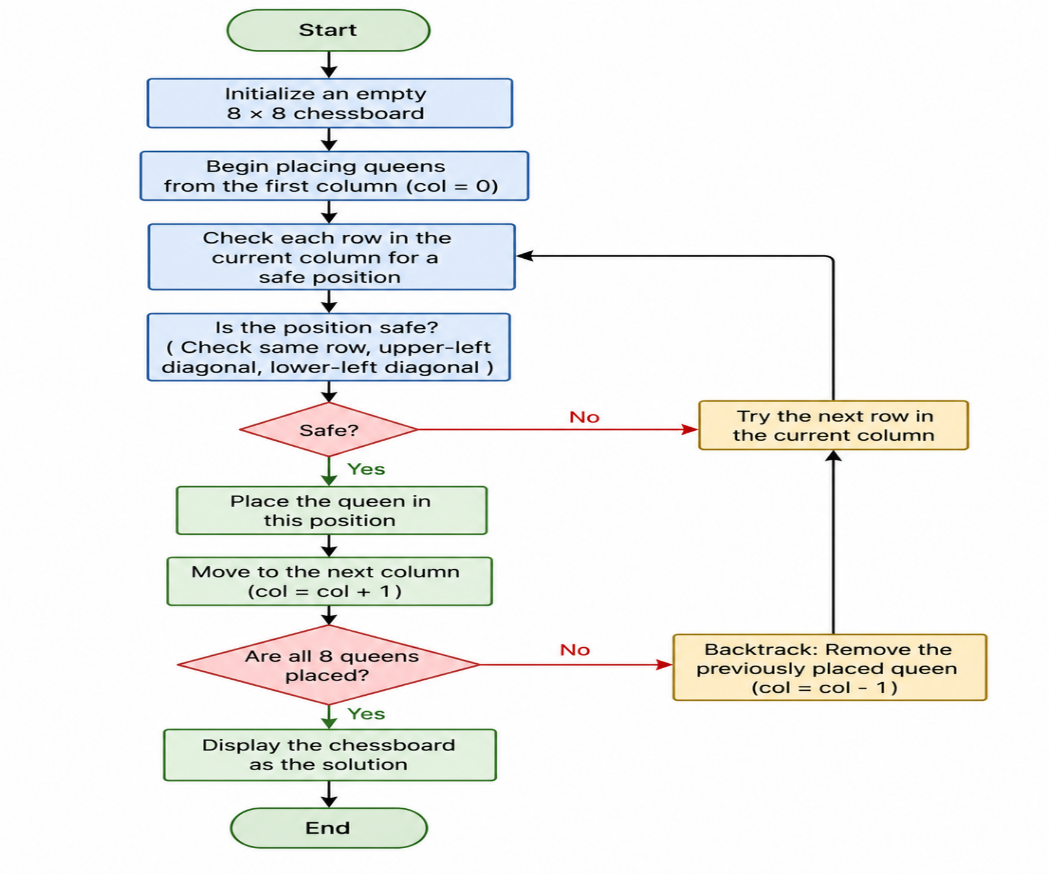 Start
Initialize an empty
8 × 8 chessboard
Begin placing queens
from the first column (col = 0)
Check each row in the
current column for a
safe position
Is the position safe?
( Check same row, upper-left
diagonal, lower-left diagonal )
Safe?
No
Try the next row in
the current column
Yes
Place the queen in
this position
Move to the next column
(col = col + 1)
Are all 8 queens
placed?
No
Backtrack: Remove the
previously placed queen
(col = col - 1)
Yes
Display the chessboard
as the solution
End